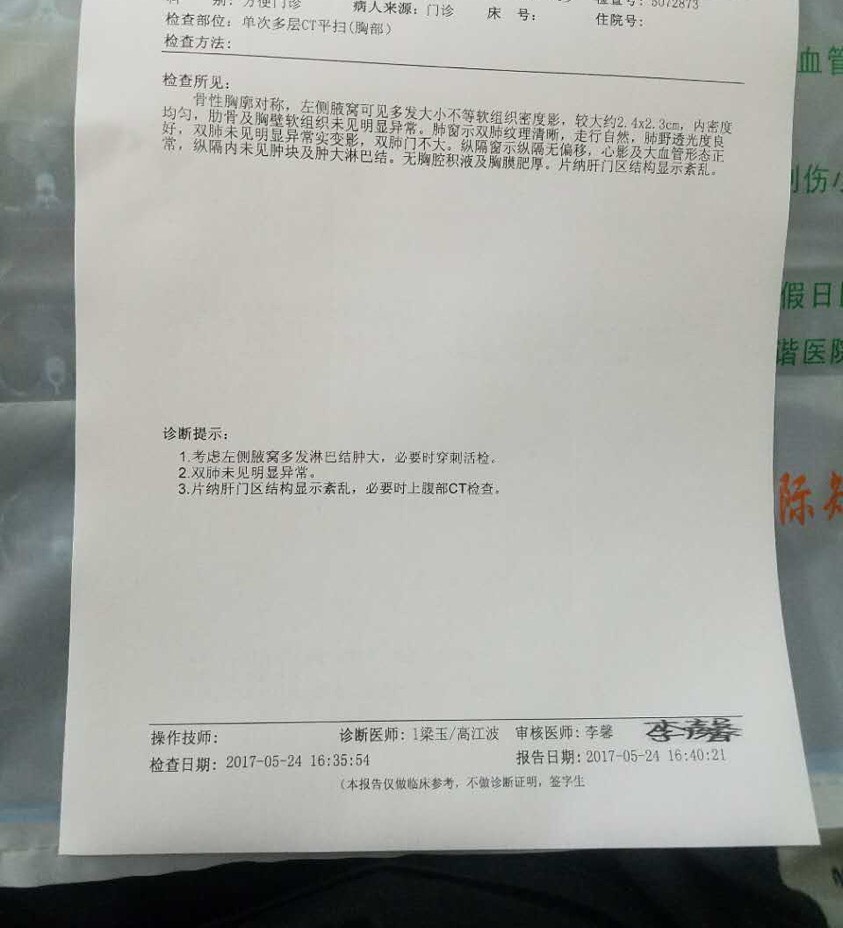 别：方便门诊 病人来源：门诊 床 号： 检查号：5072873
检查部位：单次多层CT平扫(胸部） 住院号：
检查方法：
检查所见：
骨性胸廓对称，左侧腋窝可见多发大小不等软组织密度影，较大约2.4x2.3cm，内密度
均匀，肋骨及胸壁软组织未见明显异常。肺窗示双肺纹理清晰，走行自然，肺野透光度良
好，双肺未见明显异常实变影，双肺门不大。纵隔窗示纵隔无偏移，心影及大血管形态正
常，纵隔内未见肿块及肿大淋巴结。无胸腔积液及胸膜肥厚。片纳肝门区结构显示紊乱。
诊断提示：
1.考虑左侧腋窝多发淋巴结肿大，必要时穿刺活检。
2.双肺未见明显异常。
3.片纳肝门区结构显示紊乱，必要时上腹部CT检查。
操作技师： 诊断医师：1梁玉/高江波 审核医师：李馨 李馨
检查日期：2017-05-24 16:35:54 报告日期：2017-05-24 16:40:21
（本报告仅做临床参考，不做诊断证明，签字生
血管
创伤小
假日
谐医院
际